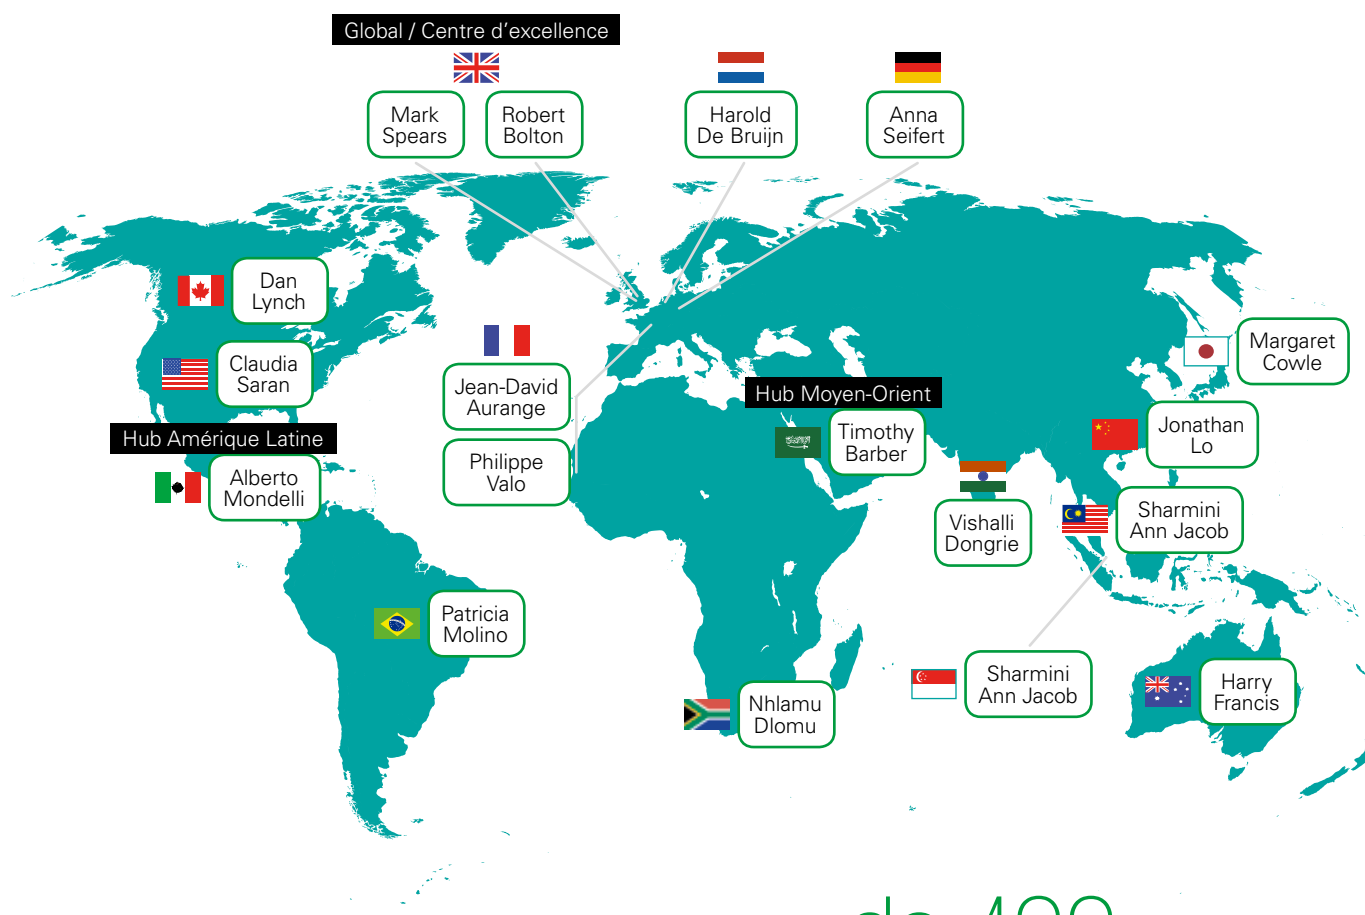 Global / Centre d’excellence
Mark
Spears
Robert
Bolton
Harold
De Bruijn
Anna
Seifert
Dan
Lynch
Claudia
Saran
Jean-David
Aurange
Philippe
Valo
Margaret
Cowle
Hub Moyen-Orient
Timothy
Barber
Jonathan
Lo
Hub Amérique Latine
Alberto
Mondelli
Vishalli
Dongrie
Sharmini
Ann Jacob
Patricia
Molino
Sharmini
Ann Jacob
Harry
Francis
Nhlamu
Dlomu